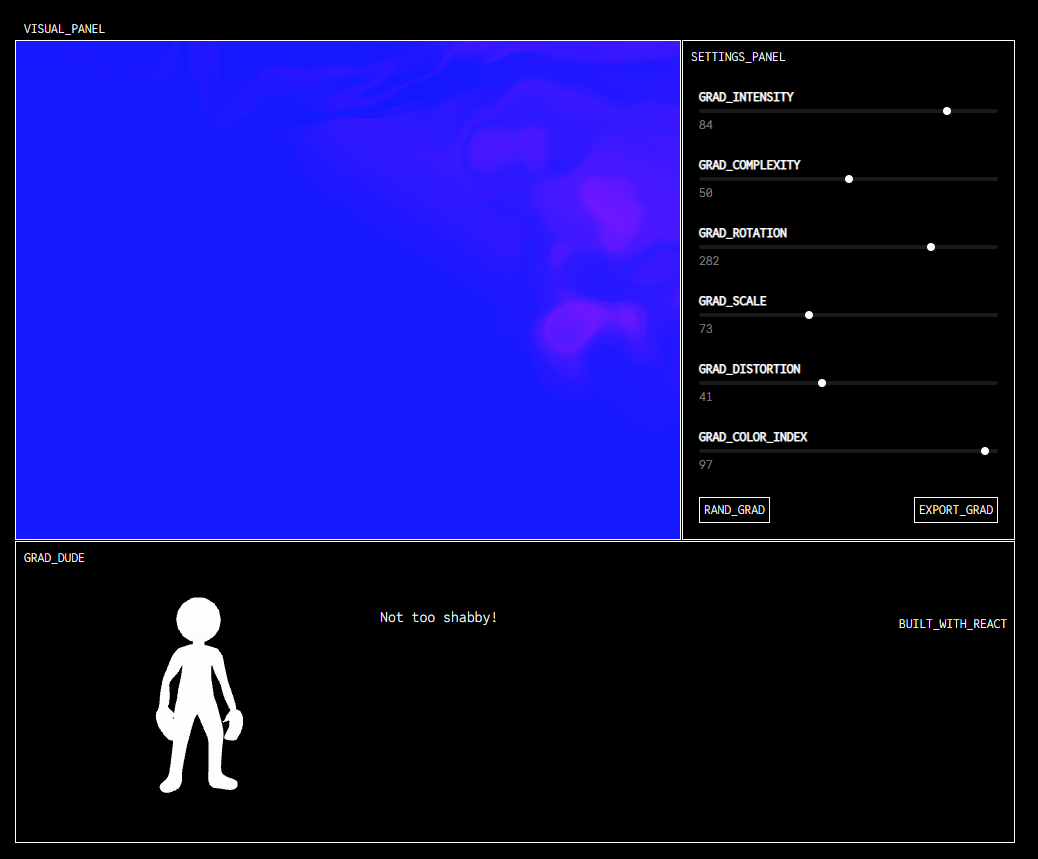 VISUAL_PANEL
SETTINGS_PANEL
GRAD_INTENSITY
84
GRAD_COMPLEXITY
50
GRAD_ROTATION
282
GRAD_SCALE
73
GRAD_DISTORTION
41
GRAD_COLOR_INDEX
97
RAND_GRAD
EXPORT_GRAD
GRAD_DUDE
Not too shabby!
BUILT_WITH_REACT